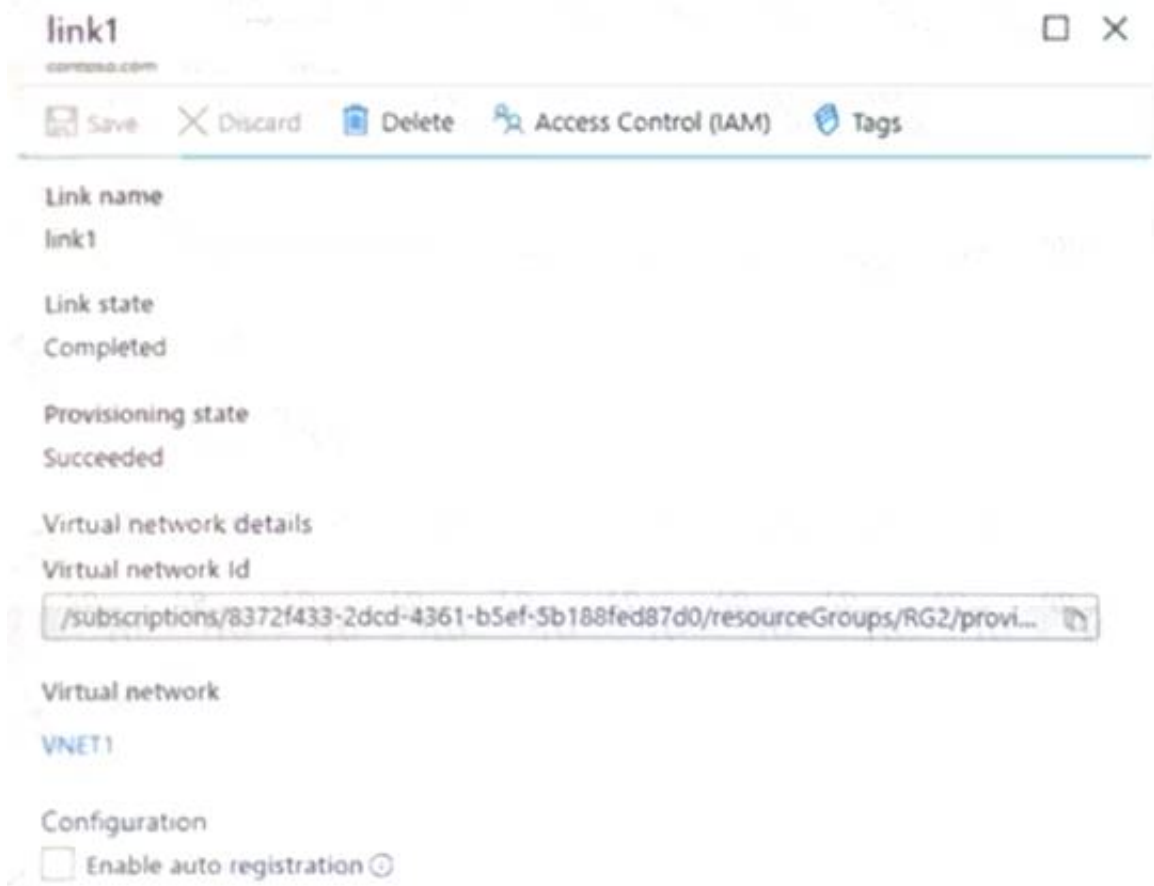 link1
contoso.com
Save Discard Delete Access Control (IAM) Tags
Link name
link1
Link state
Completed
Provisioning state
Succeeded
Virtual network details
Virtual network Id
/subscriptions/8372f433-2dcd-4361-b5ef-5b188fed87d0/resourceGroups/RG2/provi...
Virtual network
VNET1
Configuration
Enable auto registration